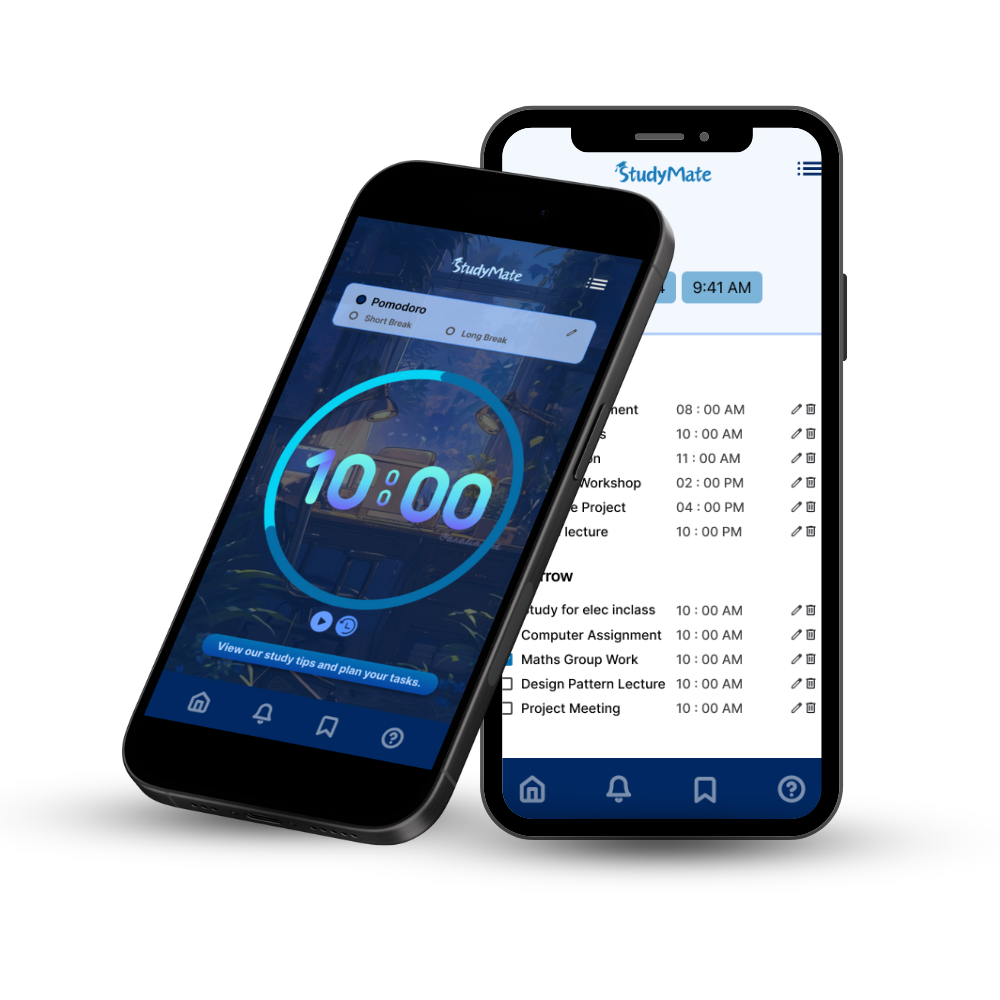 StudyMate
Pomodoro
Short Break
Long Break
10:00
View our study tips and plan your tasks.
StudyMate
4 9:41 AM
ment 08 : 00 AM
s 10 : 00 AM
on 11 : 00 AM
Workshop 02 : 00 PM
e Project 04 : 00 PM
lecture 10 : 00 PM
rrow
tudy for elec inclass 10 : 00 AM
Computer Assignment 10 : 00 AM
Maths Group Work 10 : 00 AM
Design Pattern Lecture 10 : 00 AM
Project Meeting 10 : 00 AM